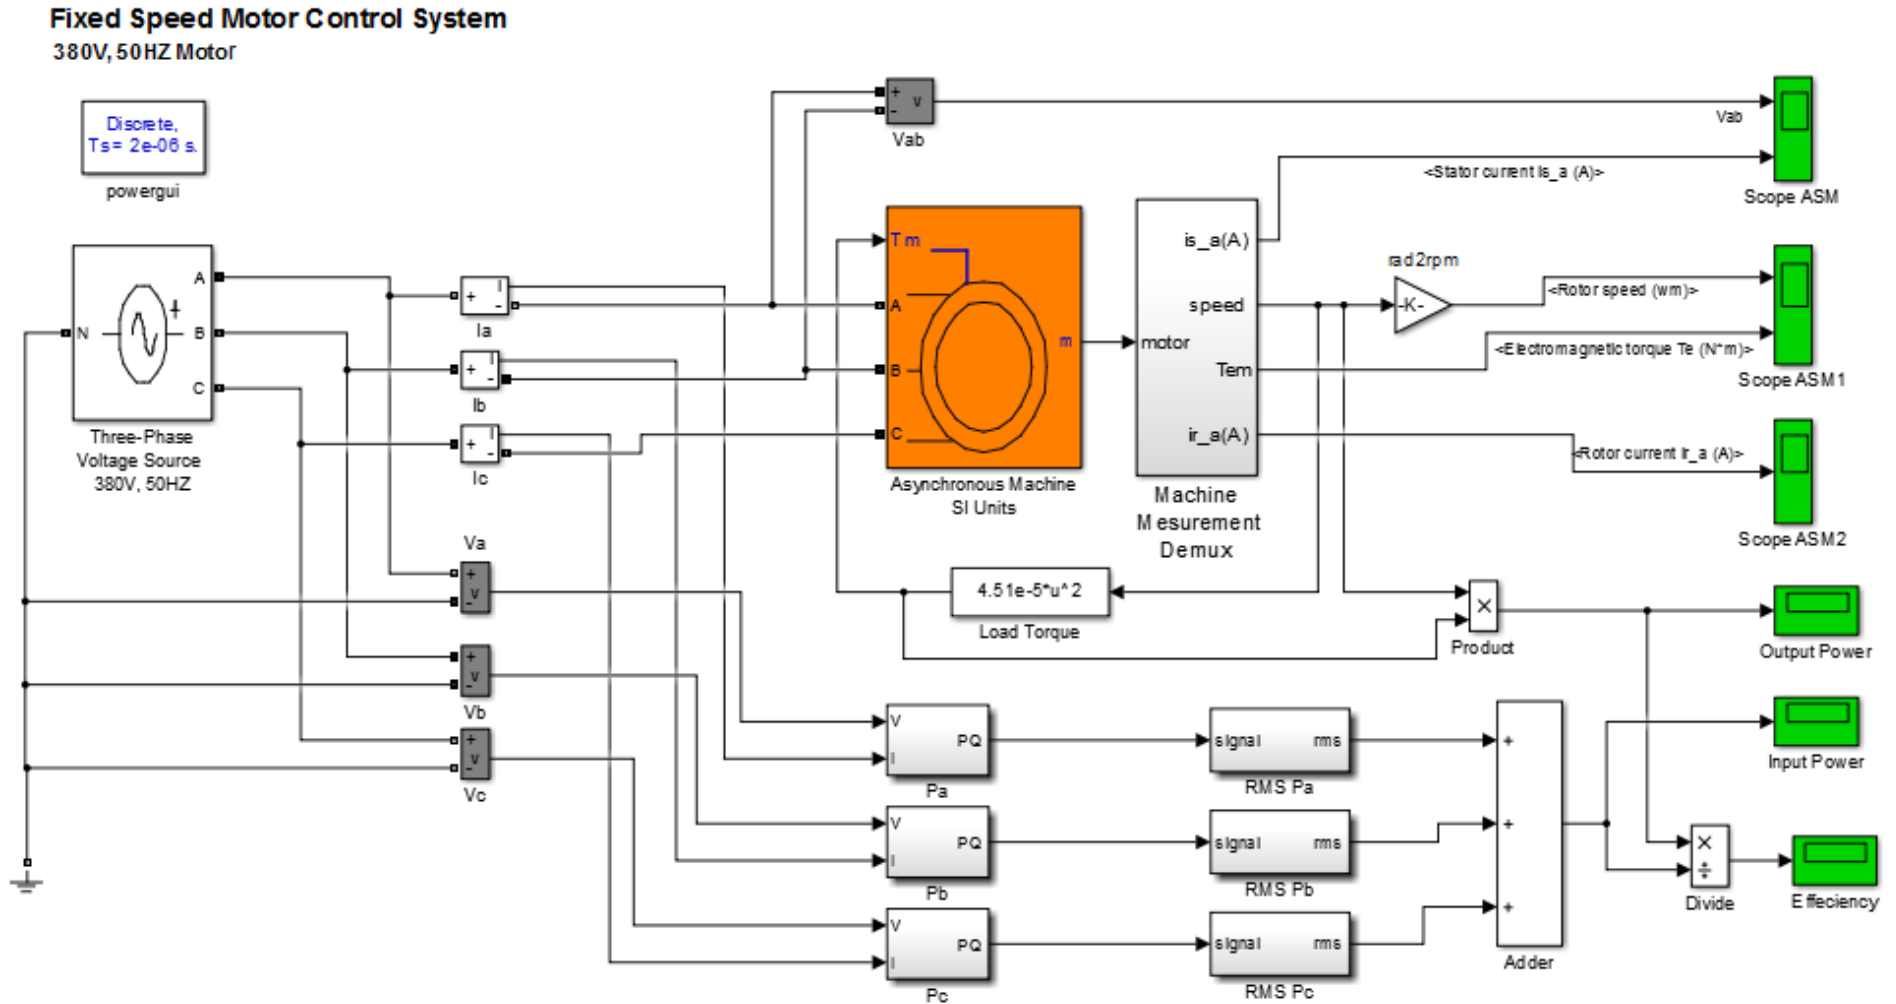 Fixed Speed Motor Control System
380V, 50HZ Motor
Discrete,
Ts= 2e-06 s.
powergui
+
-
v
Vab
Vab
<Stator current Is_a (A)>
Scope ASM
N
A
B
C
Three-Phase
Voltage Source
380V, 50HZ
+
-
I
Ia
+
-
I
Ib
+
-
I
Ic
Tm
A
B
C
m
Asynchronous Machine
SI Units
motor
is_a(A)
speed
Tem
ir_a(A)
Machine
Mesurement
Demux
rad2rpm
-K-
<Rotor speed (wm)>
<Electromagnetic torque Te (N*m)>
Scope ASM1
<Rotor current Ir_a (A)>
Scope ASM2
Va
+
-
v
+
-
v
Vb
+
-
v
Vc
4.51e-5*u^2
Load Torque
×
Product
Output Power
Input Power
V
I
PQ
Pa
V
I
PQ
Pb
V
I
PQ
Pc
signal rms
RMS Pa
signal rms
RMS Pb
signal rms
RMS Pc
+
+
+
Adder
×
÷
Divide
Effeciency